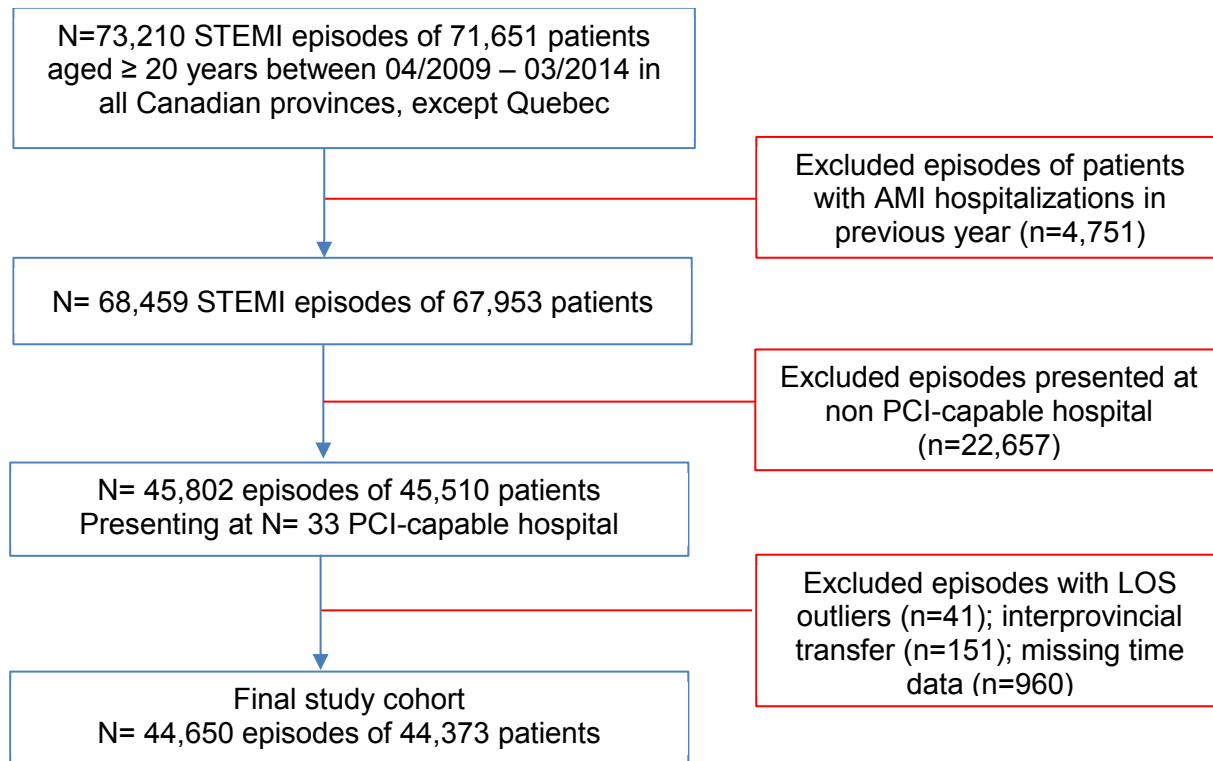 N=73,210 STEMI episodes of 71,651 patients
aged ≥ 20 years between 04/2009 – 03/2014 in
all Canadian provinces, except Quebec
Excluded episodes of patients
with AMI hospitalizations in
previous year (n=4,751)
N= 68,459 STEMI episodes of 67,953 patients
Excluded episodes presented at
non PCI-capable hospital
(n=22,657)
N= 45,802 episodes of 45,510 patients
Presenting at N= 33 PCI-capable hospital
Excluded episodes with LOS
outliers (n=41); interprovincial
transfer (n=151); missing time
data (n=960)
Final study cohort
N= 44,650 episodes of 44,373 patients